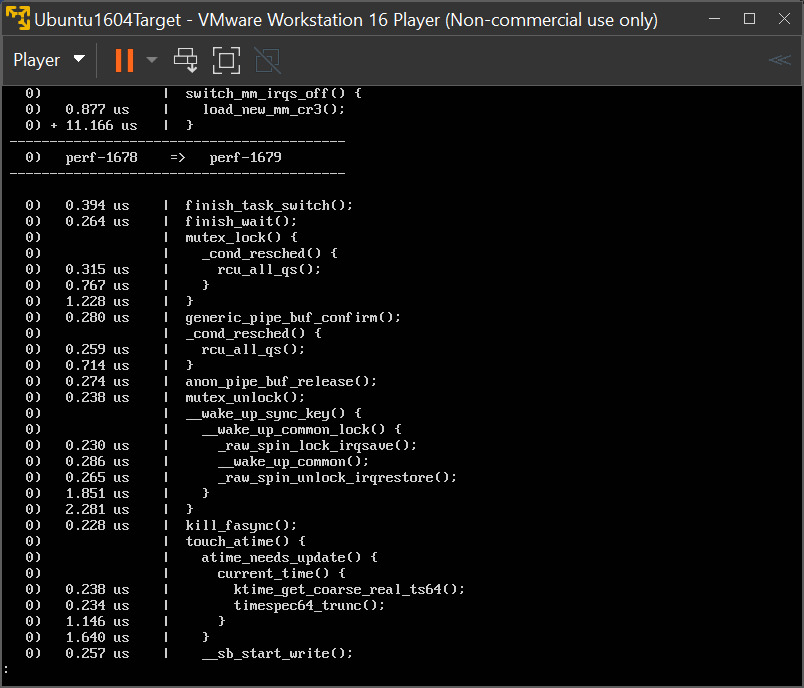 Ubuntu1604Target - VMware Workstation 16 Player (Non-commercial use only)
Player
 0)               |  switch_mm_irqs_off() {
 0)   0.877 us    |    load_new_mm_cr3();
 0) + 11.166 us   |  }
------------------------------------------
 0)   perf-1678    =>   perf-1679
------------------------------------------
 0)   0.394 us    |  finish_task_switch();
 0)   0.264 us    |  finish_wait();
 0)               |  mutex_lock() {
 0)               |    _cond_resched() {
 0)   0.315 us    |      rcu_all_qs();
 0)   0.767 us    |    }
 0)   1.228 us    |  }
 0)   0.280 us    |  generic_pipe_buf_confirm();
 0)               |  _cond_resched() {
 0)   0.259 us    |    rcu_all_qs();
 0)   0.714 us    |  }
 0)   0.274 us    |  anon_pipe_buf_release();
 0)   0.238 us    |  mutex_unlock();
 0)               |  __wake_up_sync_key() {
 0)               |    __wake_up_common_lock() {
 0)   0.230 us    |      _raw_spin_lock_irqsave();
 0)   0.286 us    |      __wake_up_common();
 0)   0.265 us    |      _raw_spin_unlock_irqrestore();
 0)   1.851 us    |    }
 0)   2.281 us    |  }
 0)   0.228 us    |  kill_fasync();
 0)               |  touch_atime() {
 0)               |    atime_needs_update() {
 0)               |      current_time() {
 0)   0.238 us    |        ktime_get_coarse_real_ts64();
 0)   0.234 us    |        timespec64_trunc();
 0)   1.146 us    |      }
 0)   1.640 us    |    }
 0)   0.257 us    |    __sb_start_write();
: